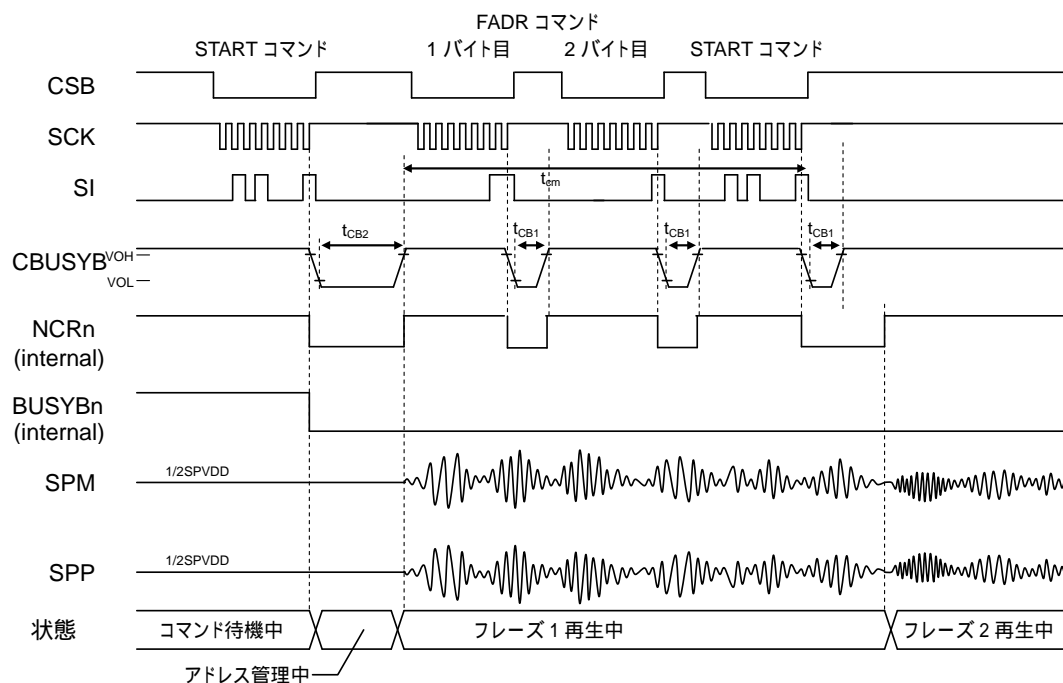 FADR コマンド
START コマンド
1 バイト目
2 バイト目
START コマンド
CSB
SCK
SI
tcm
tCB2
tCB1
tCB1
tCB1
CBUSYB
VOH
VOL
NCRn
(internal)
BUSYBn
(internal)
SPM
1/2SPVDD
SPP
1/2SPVDD
状態
コマンド待機中
フレーズ 1 再生中
フレーズ 2 再生中
アドレス管理中